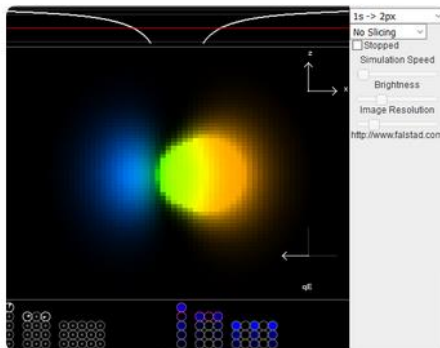 1s -> 2px
No Slicing
Stopped
Simulation Speed
Brightness
Image Resolution
http://www.falstad.com
z
x
qE